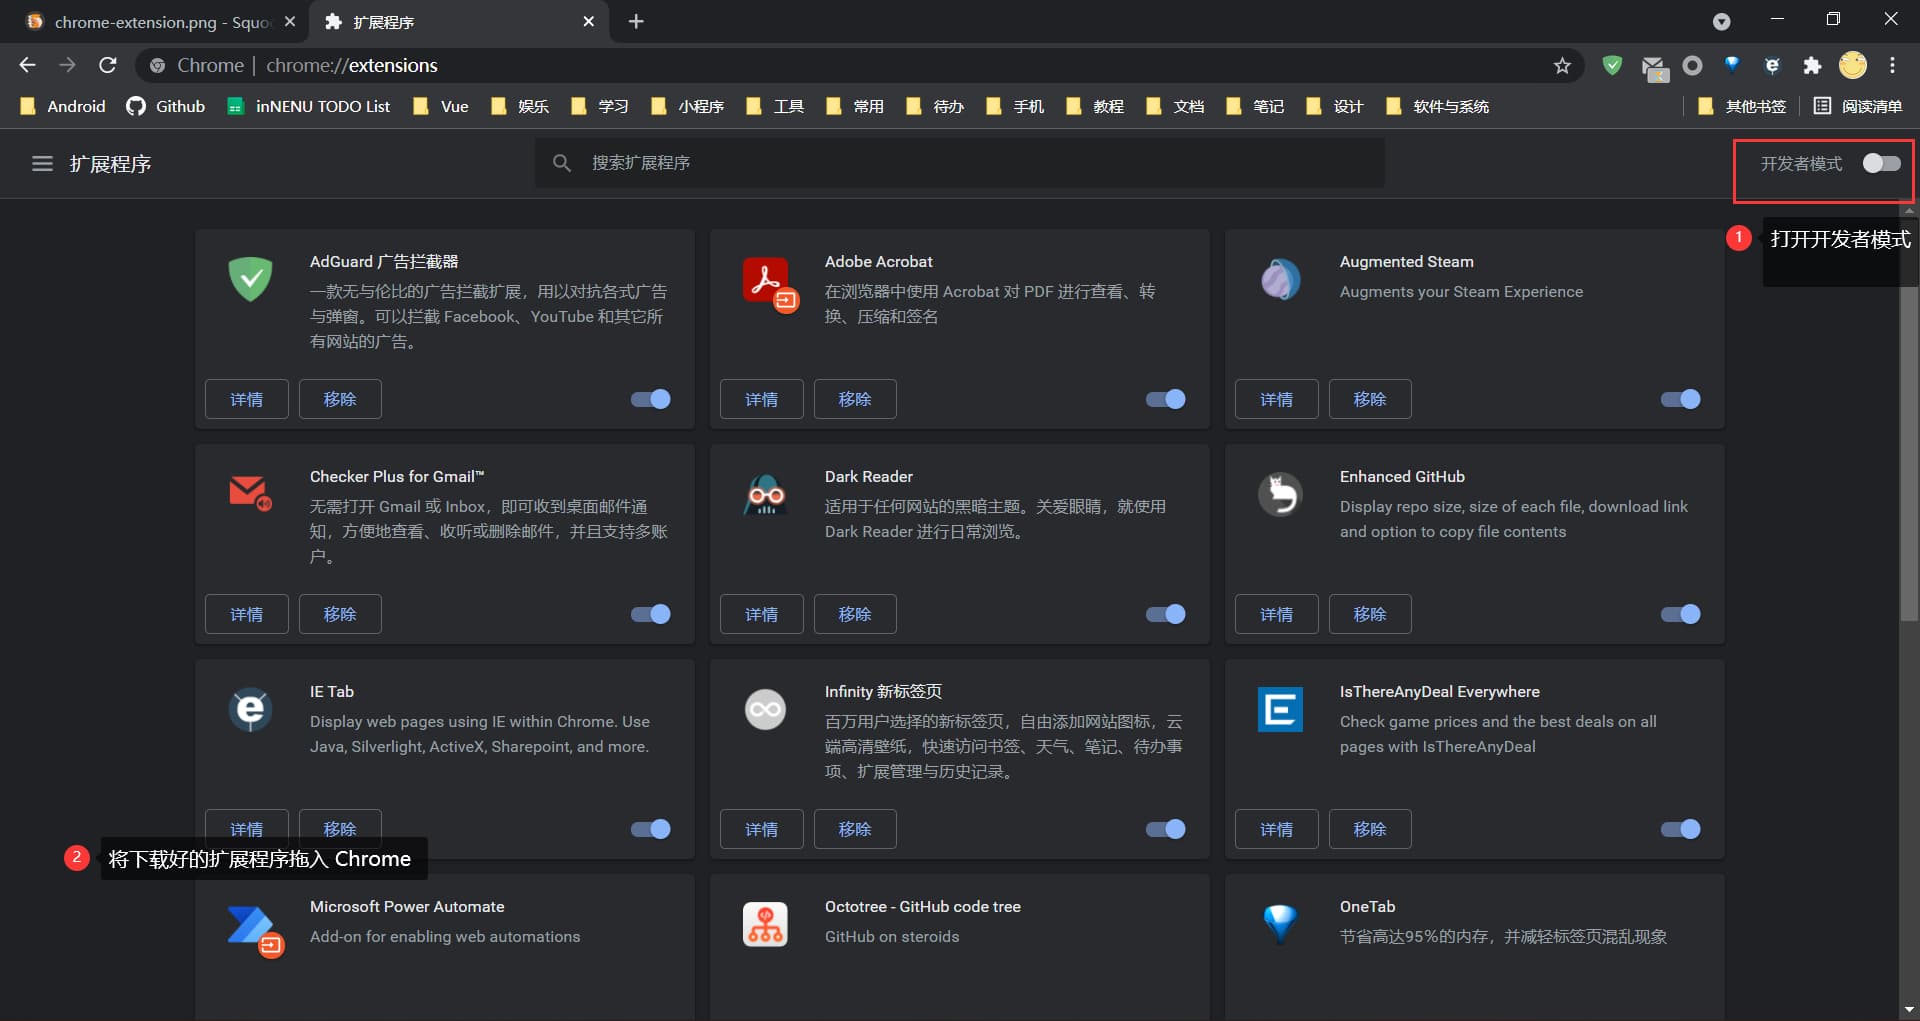 chrome-extension.png - Squo
扩展程序
Chrome | chrome://extensions
Android
Github
inNENU TODO List
Vue
娱乐
学习
小程序
工具
常用
待办
手机
教程
文档
笔记
设计
软件与系统
其他书签
阅读清单
扩展程序
搜索扩展程序
开发者模式
1 打开开发者模式
AdGuard 广告拦截器
一款无与伦比的广告拦截扩展，用以对抗各式广告
与弹窗。可以拦截 Facebook、YouTube 和其它所
有网站的广告。
详情
移除
Adobe Acrobat
在浏览器中使用 Acrobat 对 PDF 进行查看、转
换、压缩和签名
详情
移除
Augmented Steam
Augments your Steam Experience
详情
移除
Checker Plus for Gmail™
无需打开 Gmail 或 Inbox，即可收到桌面邮件通
知，方便地查看、收听或删除邮件，并且支持多账
户。
详情
移除
Dark Reader
适用于任何网站的黑暗主题。关爱眼睛，就使用
Dark Reader 进行日常浏览。
详情
移除
Enhanced GitHub
Display repo size, size of each file, download link
and option to copy file contents
详情
移除
IE Tab
Display web pages using IE within Chrome. Use
Java, Silverlight, ActiveX, Sharepoint, and more.
详情
移除
Infinity 新标签页
百万用户选择的新标签页，自由添加网站图标，云
端高清壁纸，快速访问书签、天气、笔记、待办事
项、扩展管理与历史记录。
详情
移除
IsThereAnyDeal Everywhere
Check game prices and the best deals on all
pages with IsThereAnyDeal
详情
移除
2 将下载好的扩展程序拖入 Chrome
Microsoft Power Automate
Add-on for enabling web automations
Octotree - GitHub code tree
GitHub on steroids
OneTab
节省高达95％的内存，并减轻标签页混乱现象